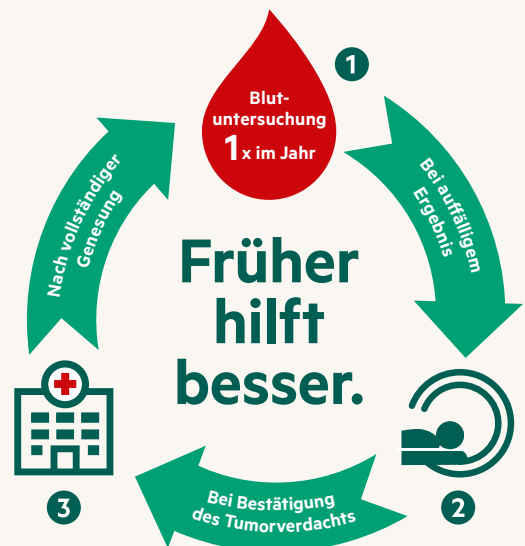 1
Blut-
untersuchung
1x im Jahr
Bei auffälligem
Ergebnis
Früher
hilft
besser.
2
Bei Bestätigung
des Tumorverdachts
3
Nach vollständiger
Genesung